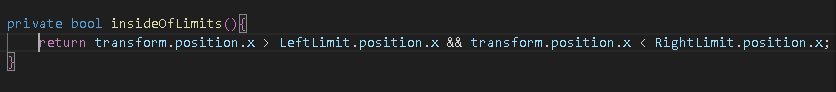 private bool insideOfLimits(){
return transform.position.x > LeftLimit.position.x && transform.position.x < RightLimit.position.x;
}